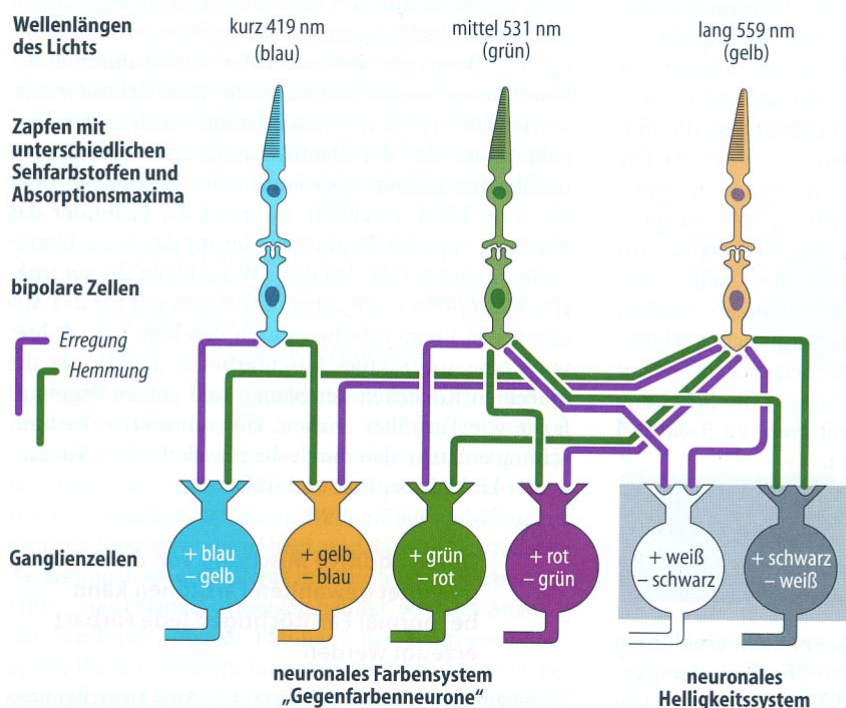 Wellenlängen
des Lichts
kurz 419 nm
(blau)
mittel 531 nm
(grün)
lang 559 nm
(gelb)
Zapfen mit
unterschiedlichen
Sehfarbstoffen und
Absorptionsmaxima
bipolare Zellen
Erregung
Hemmung
Ganglienzellen
+ blau
– gelb
+ gelb
– blau
+ grün
– rot
+ rot
– grün
+ weiß
– schwarz
+ schwarz
– weiß
neuronales Farbensystem
„Gegenfarbenneurone“
neuronales
Helligkeitssystem